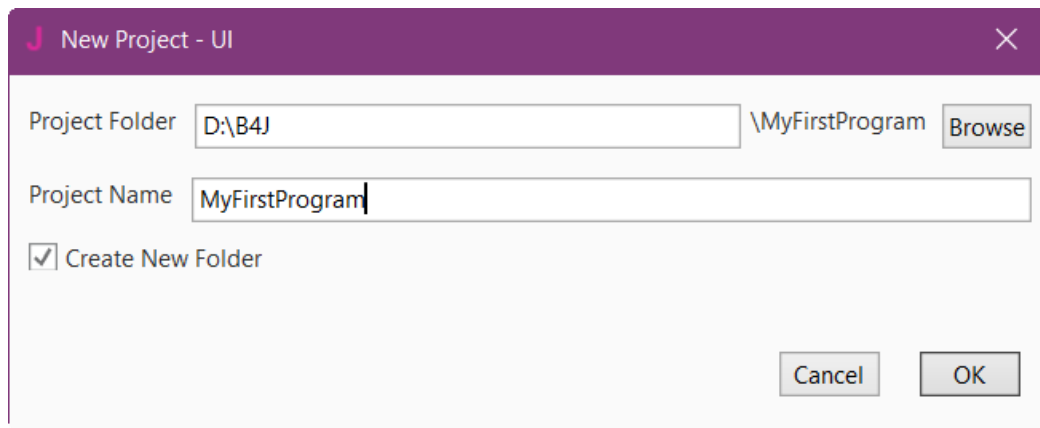 J New Project - UI
Project Folder D:\B4J \MyFirstProgram Browse
Project Name MyFirstProgram
Create New Folder
Cancel OK